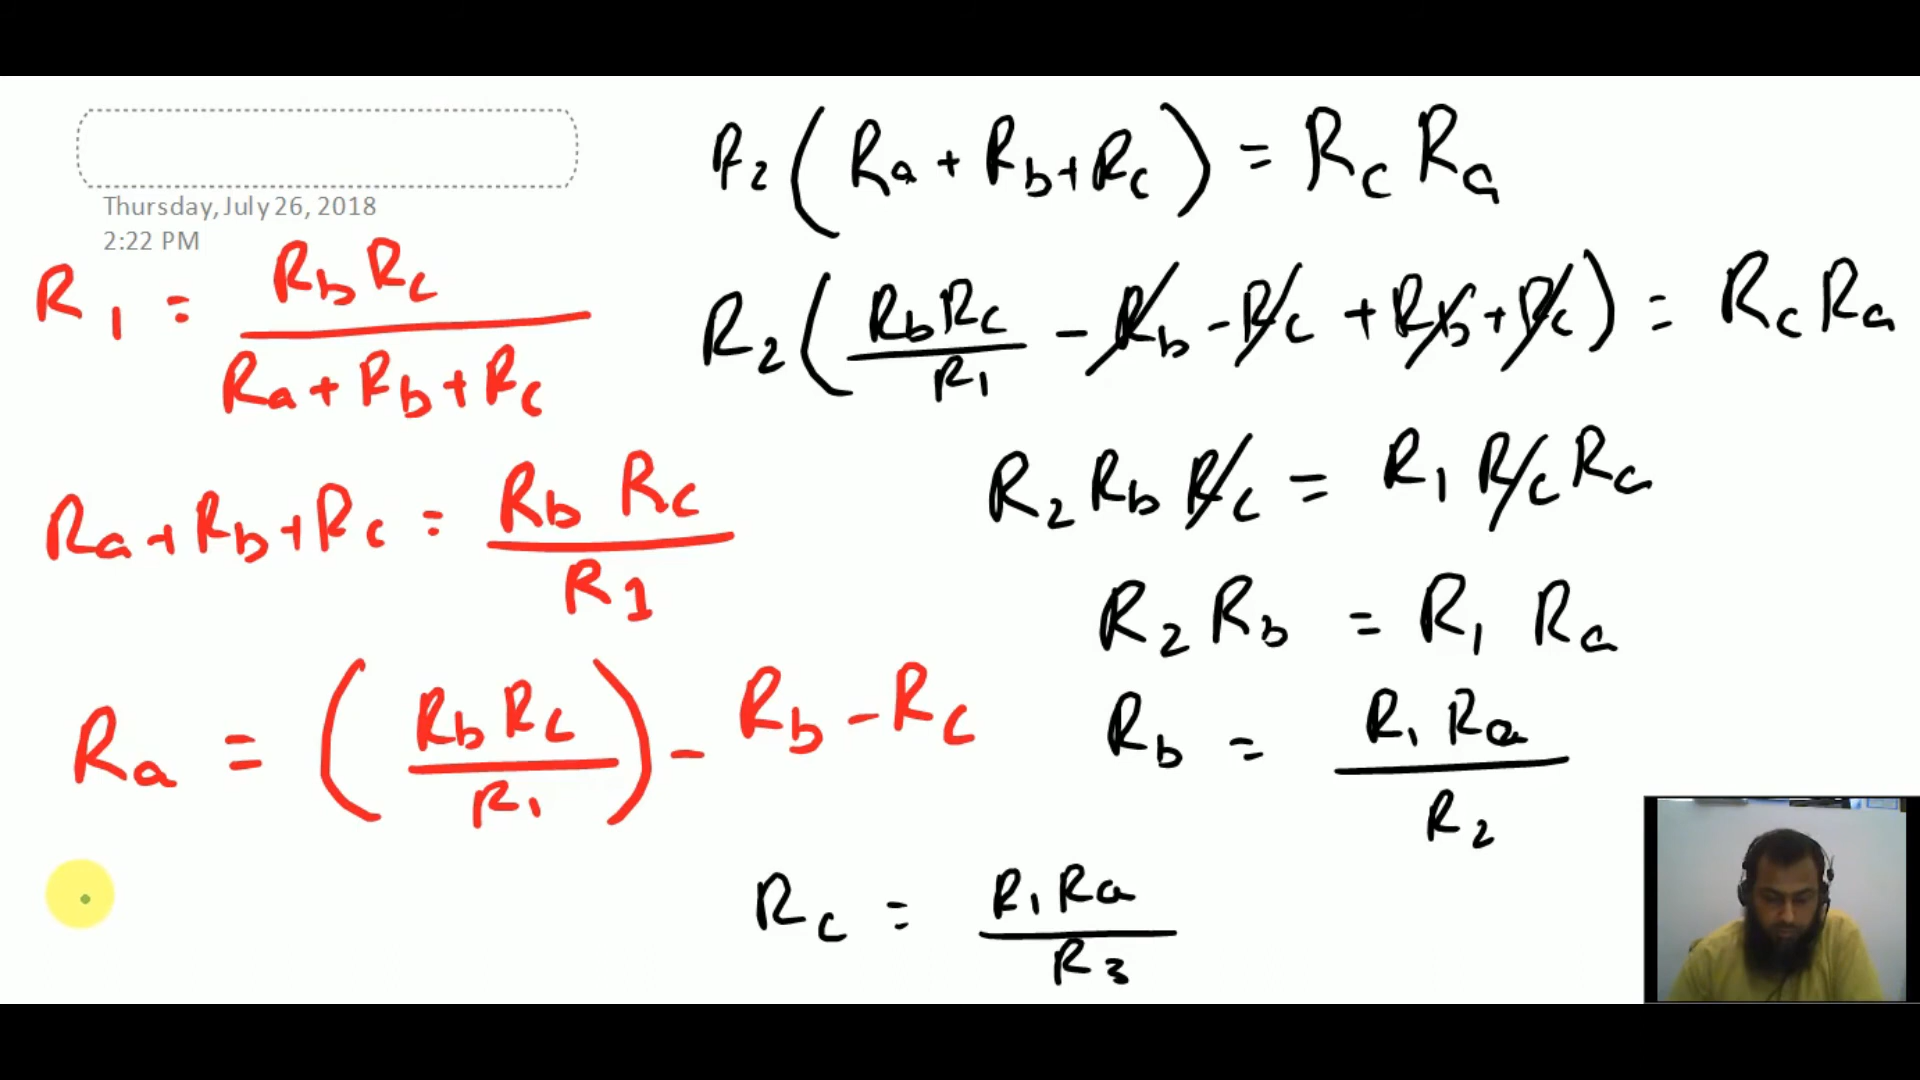 Thursday, July 26, 2018
2:22 PM
R1 = RbRc / Ra+Rb+Rc
Ra+Rb+Rc = Rb Rc / R1
Ra = (RbRc / R1) - Rb - Rc
R2(Ra+Rb+Rc) = Rc Ra
R2(RbRc / R1 - Rb - Rc + Rb + Rc) = RcRa
R2 Rb Rc = R1 Rc Ra
R2 Rb = R1 Ra
Rb = R1 Ra / R2
Rc = R1 Ra / R3